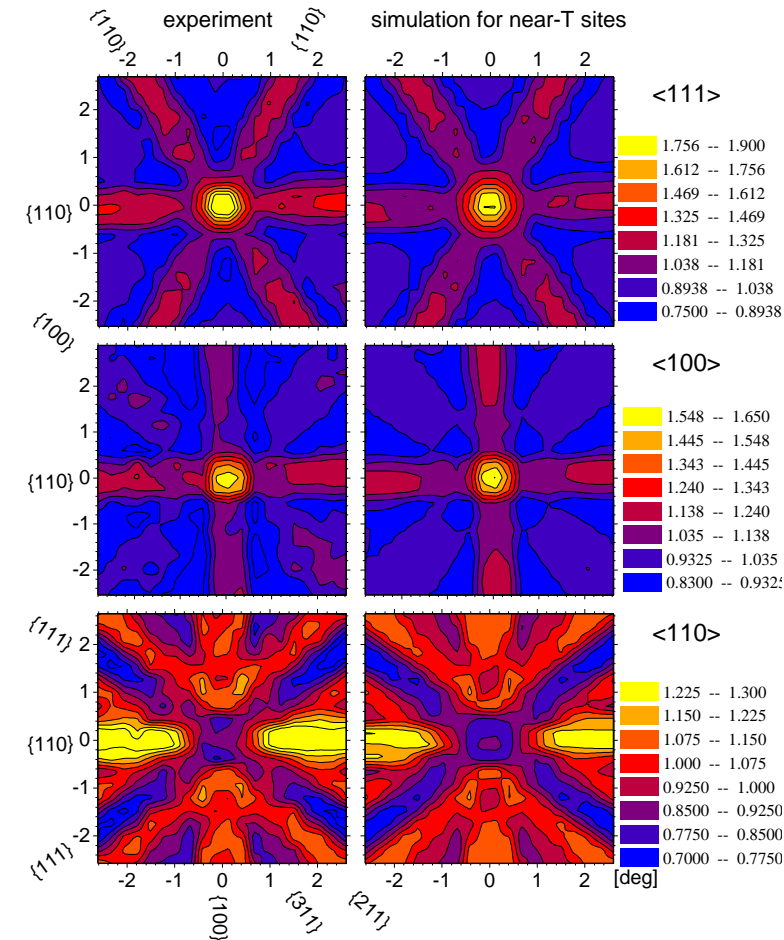 experiment simulation for near-T sites
{110} {110}
-2 -1 0 1 2 -2 -1 0 1 2
<111>
2
1
{110} 0
-1
-2
1.756 -- 1.900
1.612 -- 1.756
1.469 -- 1.612
1.325 -- 1.469
1.181 -- 1.325
1.038 -- 1.181
0.8938 -- 1.038
0.7500 -- 0.8938
{100}
<100>
2
1
{110} 0
-1
-2
1.548 -- 1.650
1.445 -- 1.548
1.343 -- 1.445
1.240 -- 1.343
1.138 -- 1.240
1.035 -- 1.138
0.9325 -- 1.035
0.8300 -- 0.9325
{111}
<110>
2
1
{110} 0
-1
-2
{111}
1.225 -- 1.300
1.150 -- 1.225
1.075 -- 1.150
1.000 -- 1.075
0.9250 -- 1.000
0.8500 -- 0.9250
0.7750 -- 0.8500
0.7000 -- 0.7750
-2 -1 0 1 2 -2 -1 0 1 2 [deg]
{100} {311} {211}